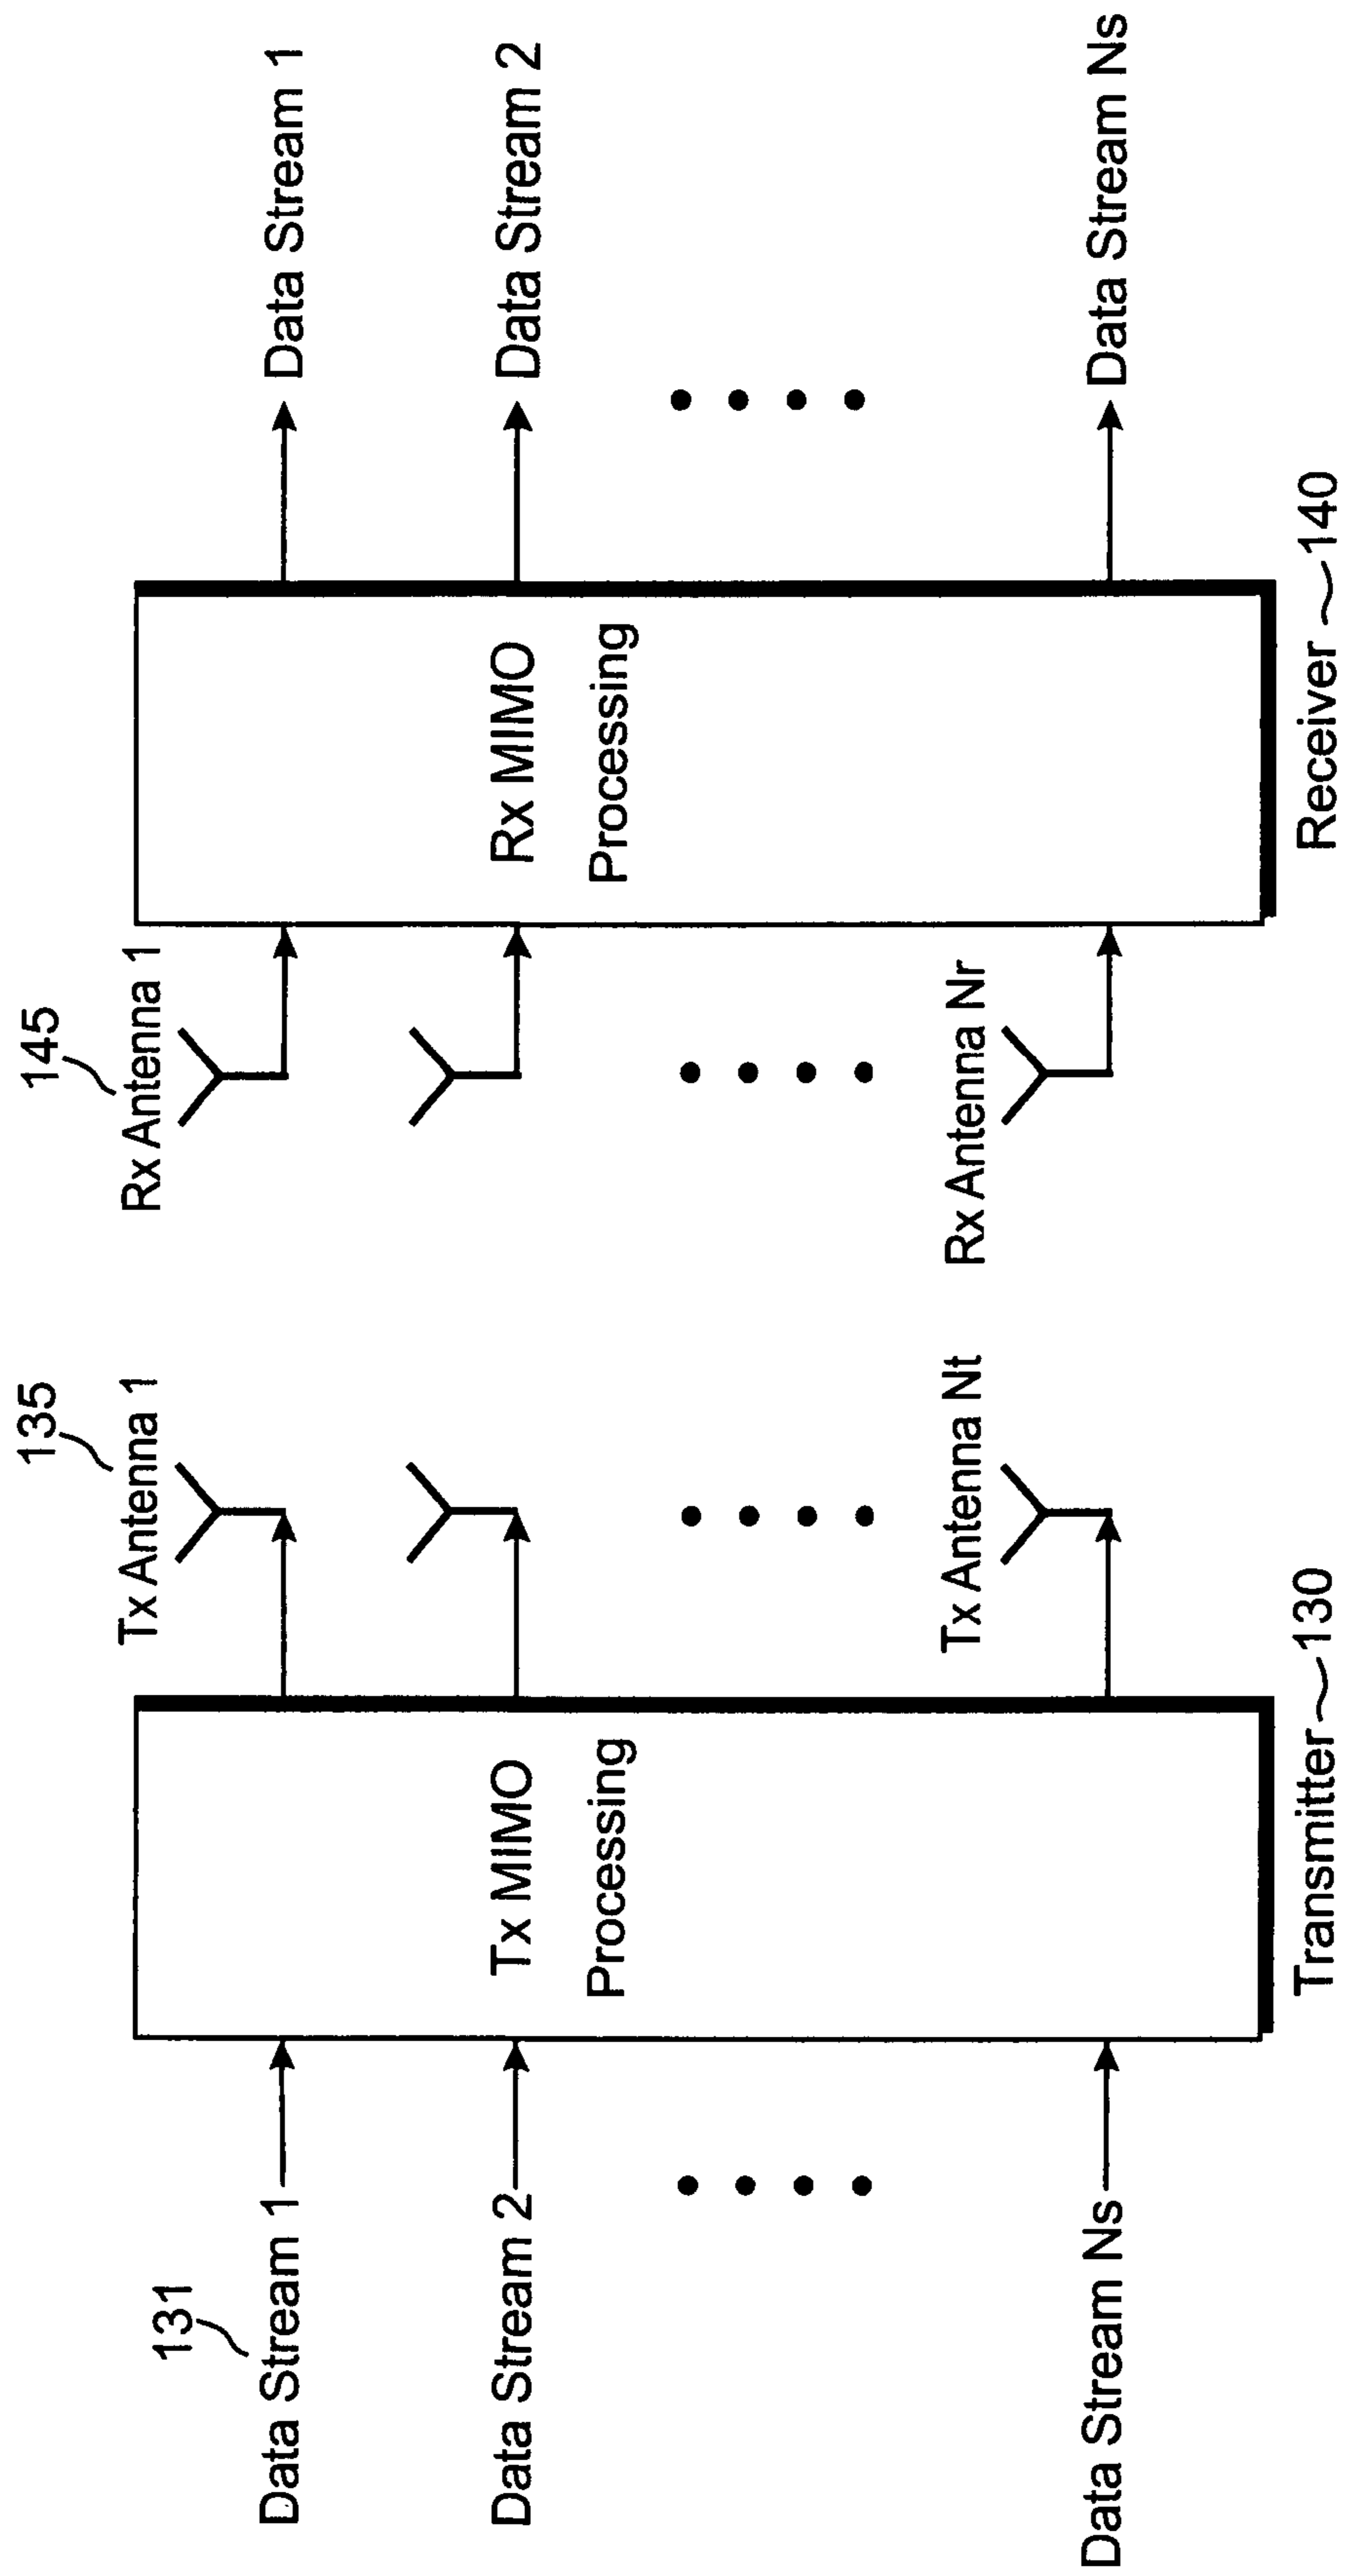 131
Data Stream 1
Data Stream 2
Data Stream Ns
Tx MIMO
Processing
Transmitter 130
135
Tx Antenna 1
Tx Antenna Nt
145
Rx Antenna 1
Rx Antenna Nr
Rx MIMO
Processing
Receiver 140
Data Stream 1
Data Stream 2
Data Stream Ns